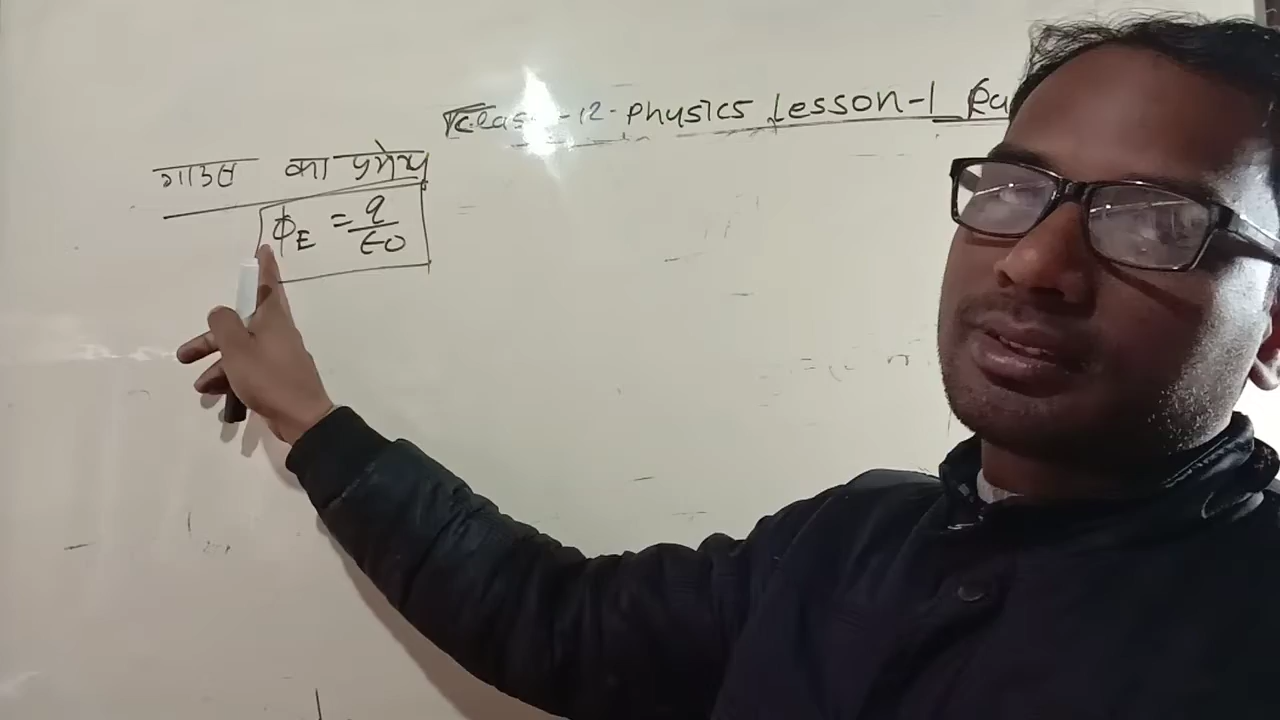 Class-12-Physics Lesson-1
गाउस का प्रमेय
ϕE = q/ϵ0